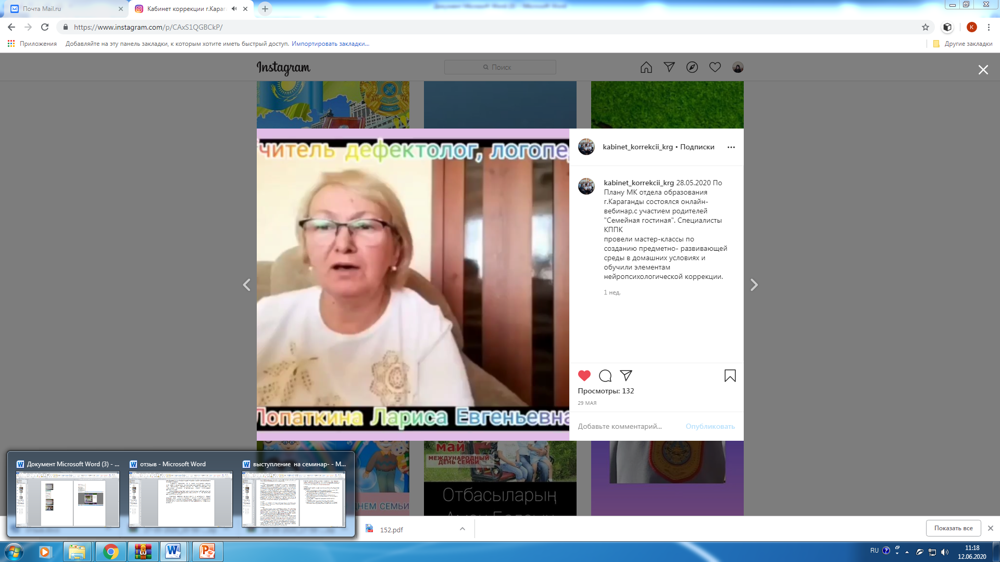 Почта Mail.ru
Кабинет коррекции г.Карага
https://www.instagram.com/p/CAxS1QGBCkP/
K
Приложения
Добавляйте на эту панель закладки, к которым хотите иметь быстрый доступ. Импортировать закладки...
Другие закладки
Instagram
Поиск
читель дефектолог, логопе
Лопаткина Лариса Евгеньевна
kabinet_korrekcii_krg • Подписки
kabinet_korrekcii_krg 28.05.2020 По
Плану МК отдела образования
г.Караганды состоялся онлайн-
вебинар,с участием родителей
"Семейная гостиная". Специалисты
КППК
провели мастер-классы по
созданию предметно- развивающей
среды в домашних условиях и
обучили элементам
нейропсихологической коррекции.
1 нед.
Просмотры: 132
29 МАЯ
Добавьте комментарий...
Опубликовать
МАЙ
МЕЖДУНАРОДНЫЙ
ДЕНЬ СЕМЬИ
Отбасыларың
НЕМ СЕМЬИ
Документ Microsoft Word (3) - ...
отзыв - Microsoft Word
выступление на семинар- - M...
152.pdf
Показать все
RU
11:18
12.06.2020